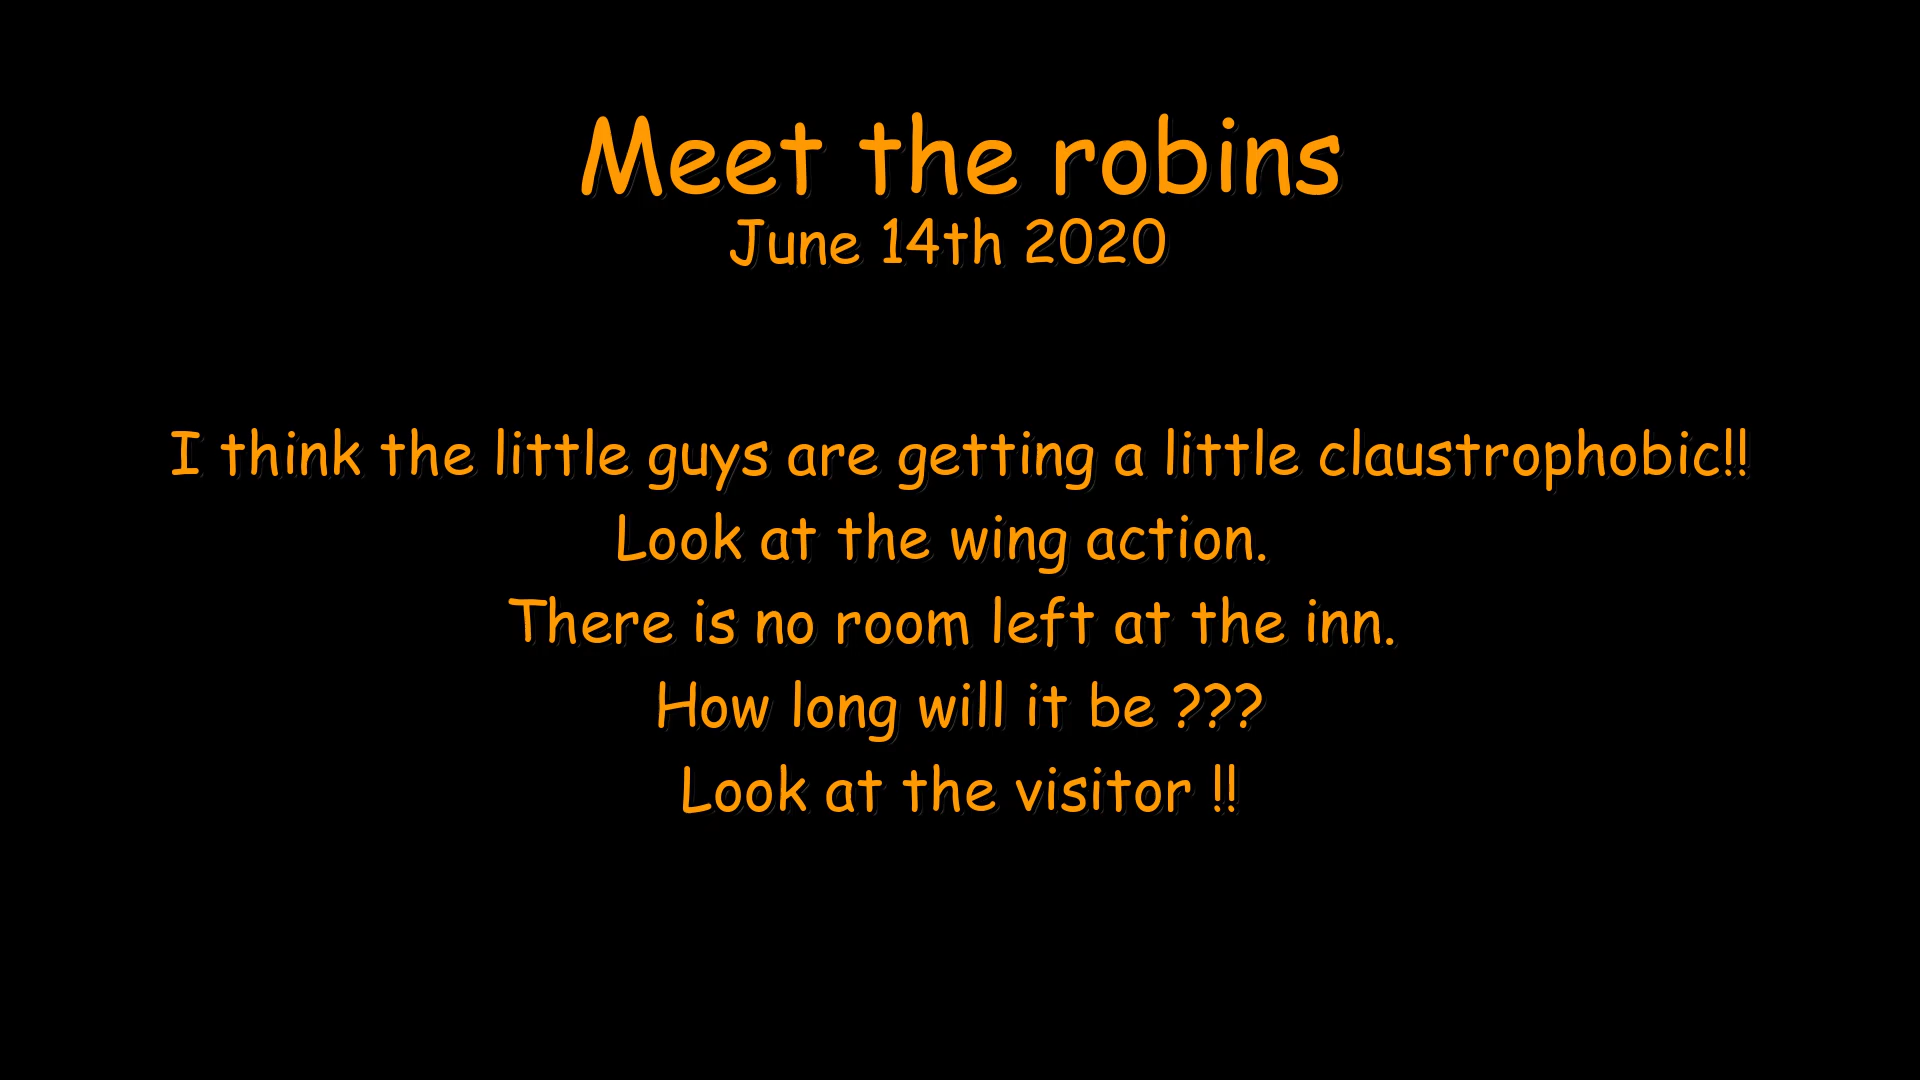 Meet the robins
June 14th 2020
I think the little guys are getting a little claustrophobic!!
Look at the wing action.
There is no room left at the inn.
How long will it be ???
Look at the visitor !!